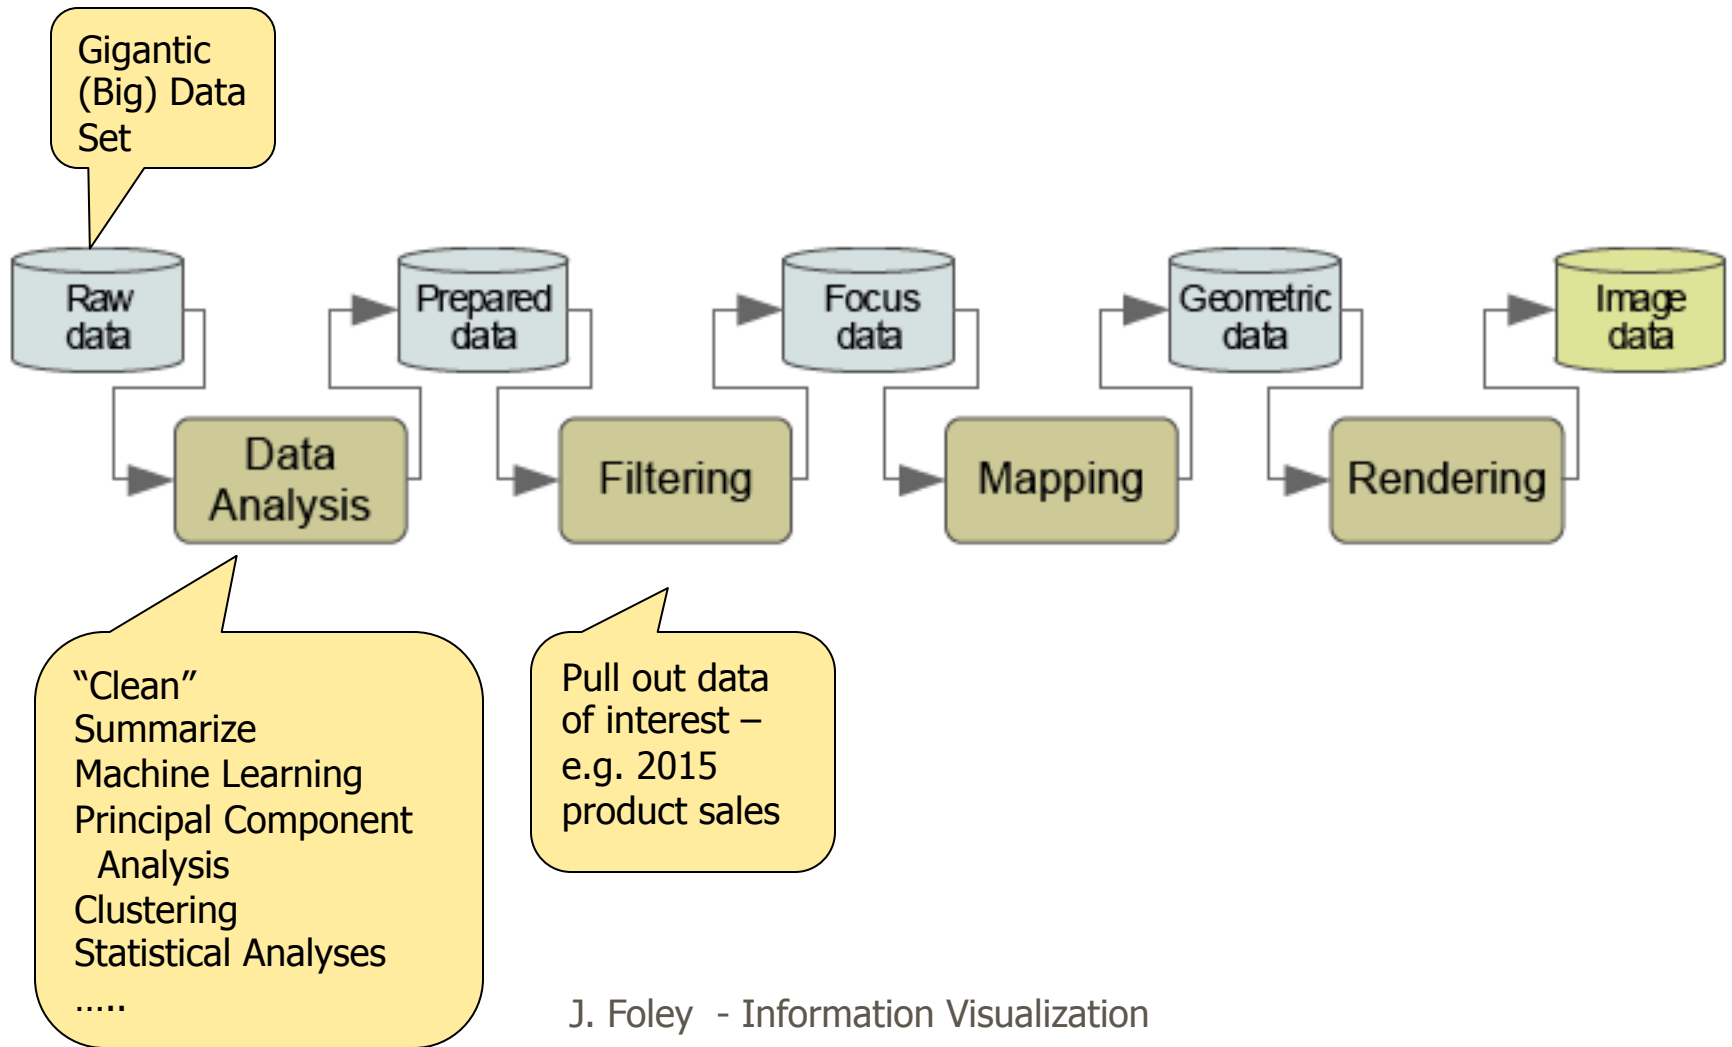 Gigantic
(Big) Data
Set
Raw
data
Prepared
data
Focus
data
Geometric
data
Image
data
Data
Analysis
Filtering
Mapping
Rendering
“Clean”
Summarize
Machine Learning
Principal Component
Analysis
Clustering
Statistical Analyses
…..
Pull out data
of interest –
e.g. 2015
product sales
J. Foley - Information Visualization